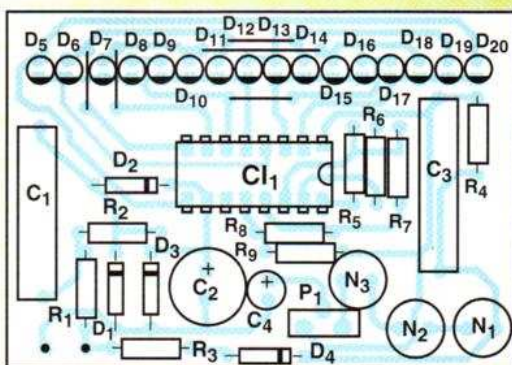 D12 D13
D5 D6 D7 D8 D9 D11 D14 D16 D18 D19 D20
D10 D15 D17
R6
C1 D2 CI1 C3 R4
R2 R5 R7
D3 R8
R9
C2 N3
R1 D1 C4 P1 N2 N1
R3 D4